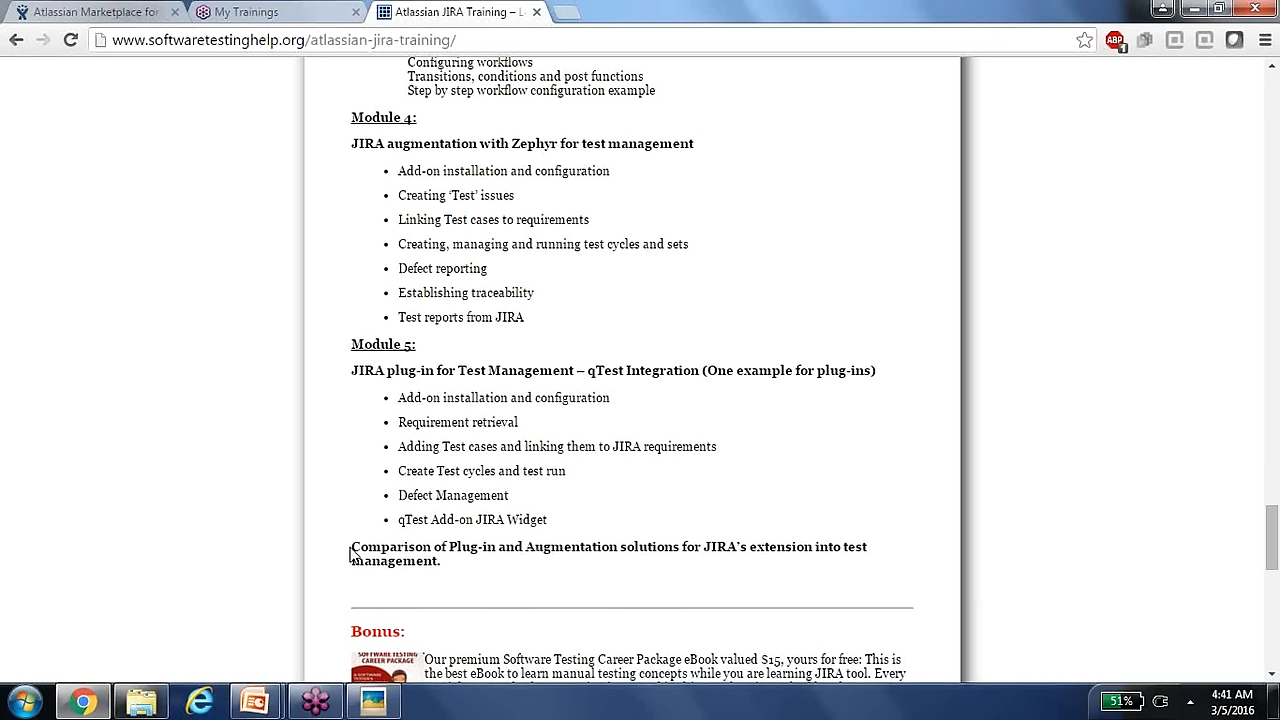 Atlassian Marketplace for
My Trainings
Atlassian JIRA Training – L
www.softwaretestinghelp.org/atlassian-jira-training/
ABP
1
Configuring workflows
Transitions, conditions and post functions
Step by step workflow configuration example
Module 4:
JIRA augmentation with Zephyr for test management
• Add-on installation and configuration
• Creating ‘Test’ issues
• Linking Test cases to requirements
• Creating, managing and running test cycles and sets
• Defect reporting
• Establishing traceability
• Test reports from JIRA
Module 5:
JIRA plug-in for Test Management – qTest Integration (One example for plug-ins)
• Add-on installation and configuration
• Requirement retrieval
• Adding Test cases and linking them to JIRA requirements
• Create Test cycles and test run
• Defect Management
• qTest Add-on JIRA Widget
Comparison of Plug-in and Augmentation solutions for JIRA’s extension into test
management.
Bonus:
SOFTWARE TESTING
CAREER PACKAGE
Our premium Software Testing Career Package eBook valued $15, yours for free: This is
the best eBook to learn manual testing concepts while you are learning JIRA tool. Every
51%
4:41 AM
3/5/2016